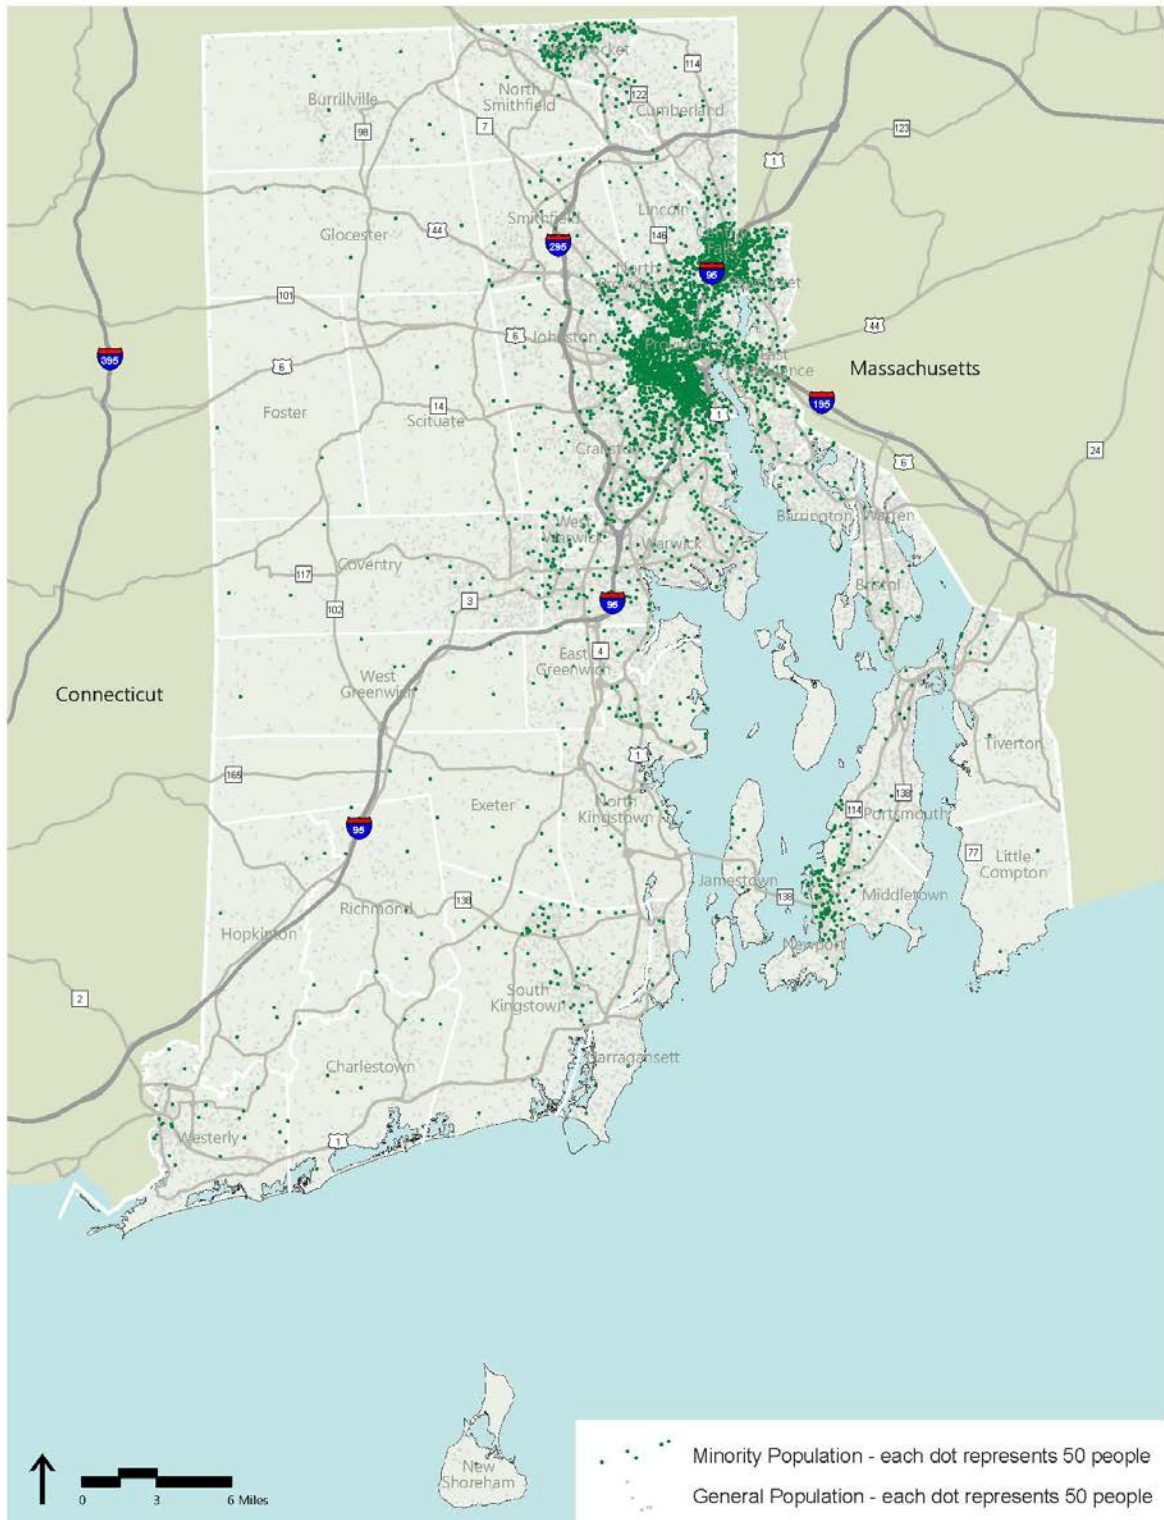 Woonsocket
114
Burrillville
North
Smithfield
122
Cumberland
98
7
123
1
Smithfield
Lincoln
146
Glocester
44
295
95
North
101
6
Johnston
44
395
6
Providence
East
Providence
Massachusetts
195
Foster
14
Scituate
1
24
Cranston
6
Barrington
Warren
West
Warwick
Warwick
Coventry
117
102
3
95
Bristol
Connecticut
West
Greenwich
East
Greenwich
4
Tiverton
165
1
Exeter
North
Kingstown
95
114
138
Portsmouth
77
Little
Compton
Jamestown
138
Middletown
Richmond
138
Hopkinton
Newport
2
South
Kingstown
Narragansett
Charlestown
Westerly
1
New
Shoreham
0 3 6 Miles
Minority Population - each dot represents 50 people
General Population - each dot represents 50 people